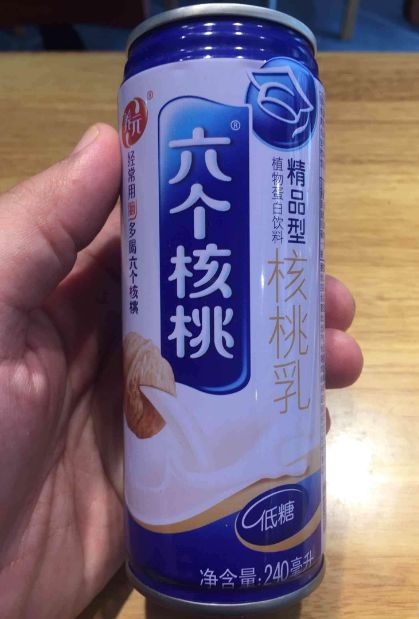 养元®
经常用脑 多喝六个核桃
六个核桃®
精品型
植物蛋白饮料
核桃乳
低糖
净含量:240毫升